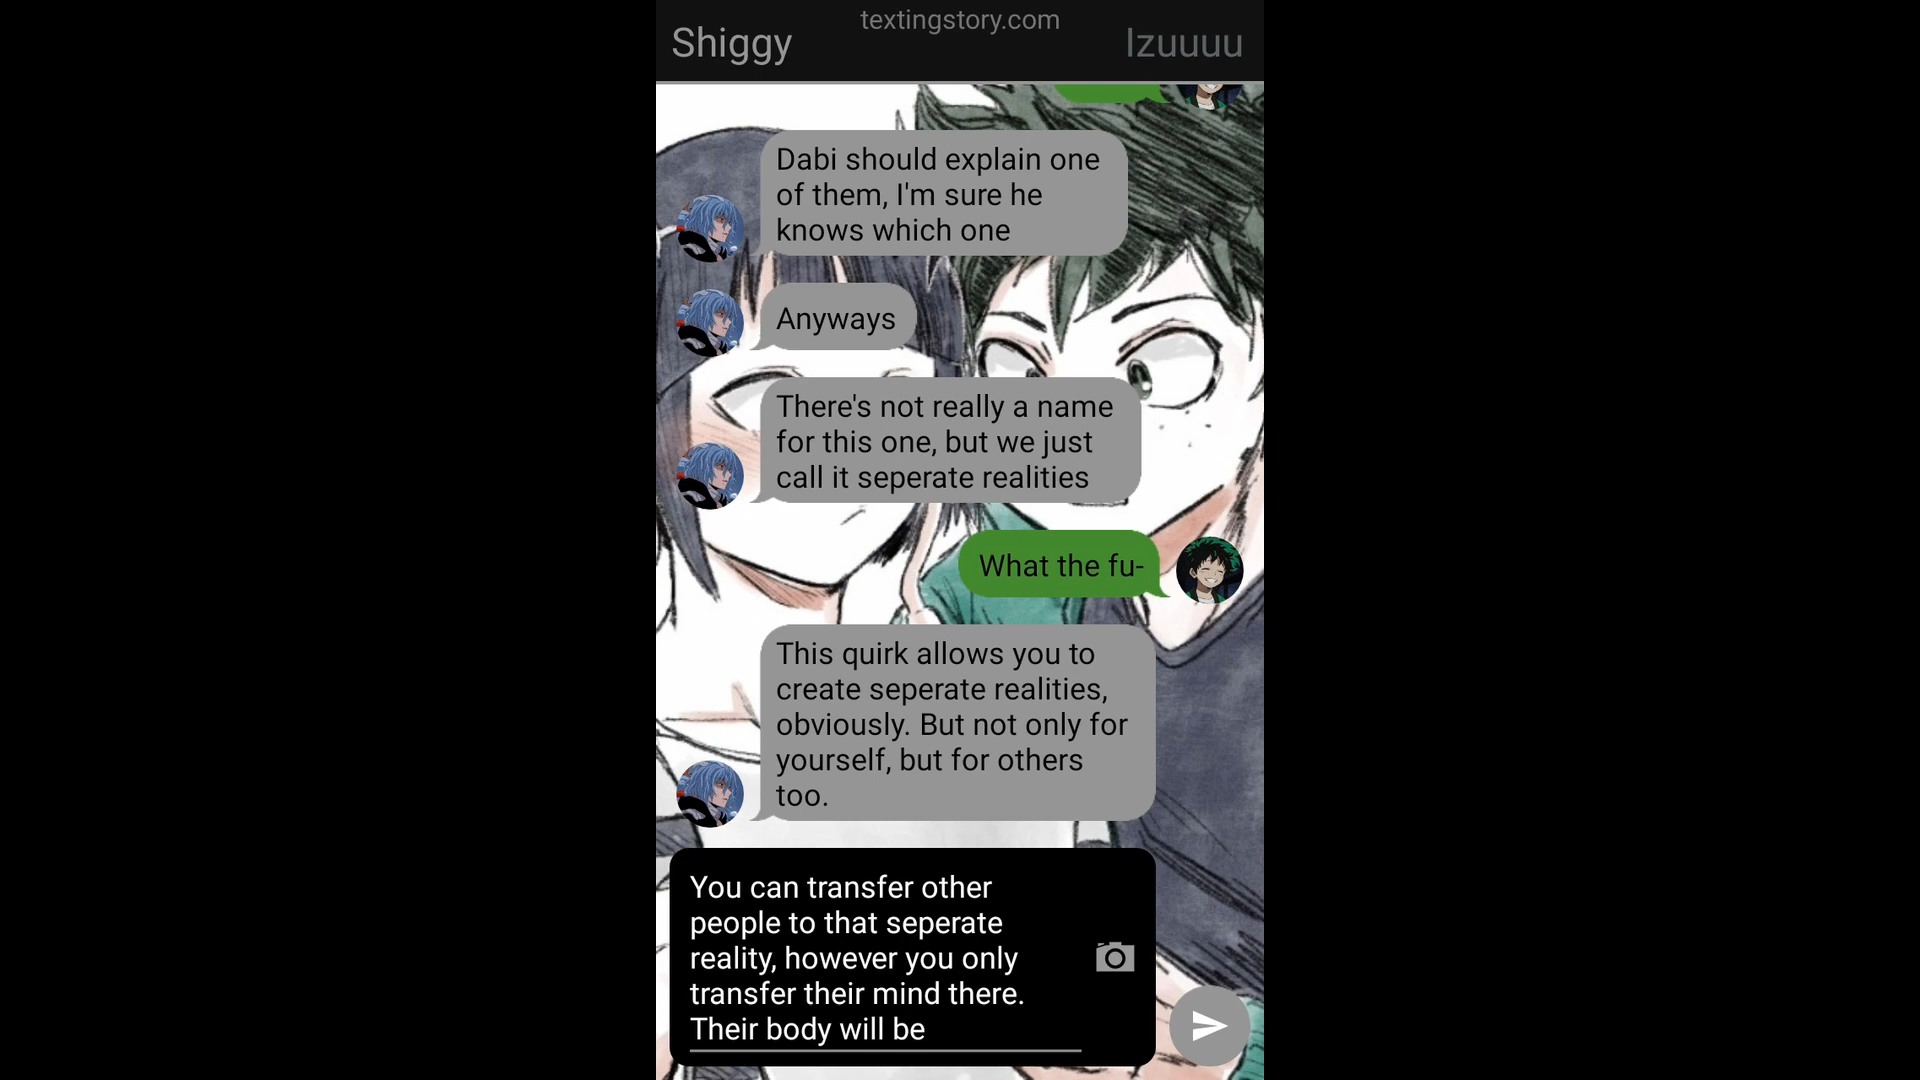 textingstory.com
Shiggy
Izuuuu
Dabi should explain one
of them, I'm sure he
knows which one
Anyways
There's not really a name
for this one, but we just
call it seperate realities
What the fu-
This quirk allows you to
create seperate realities,
obviously. But not only for
yourself, but for others
too.
You can transfer other
people to that seperate
reality, however you only
transfer their mind there.
Their body will be